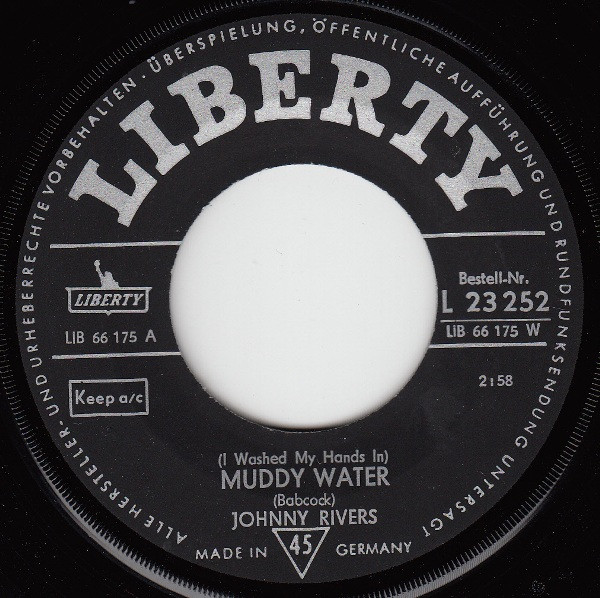 ALLE HERSTELLER- UND URHEBERRECHTE VORBEHALTEN · ÜBERSPIELUNG, ÖFFENTLICHE AUFFÜHRUNG UND RUNDFUNKSENDUNG UNTERSAGT
LIBERTY
LIBERTY
LIB 66 175 A
Bestell-Nr.
L 23 252
LIB 66 175 W
Keep a/c
2:58
(I Washed My Hands In)
MUDDY WATER
(Babcock)
JOHNNY RIVERS
MADE IN 45 GERMANY